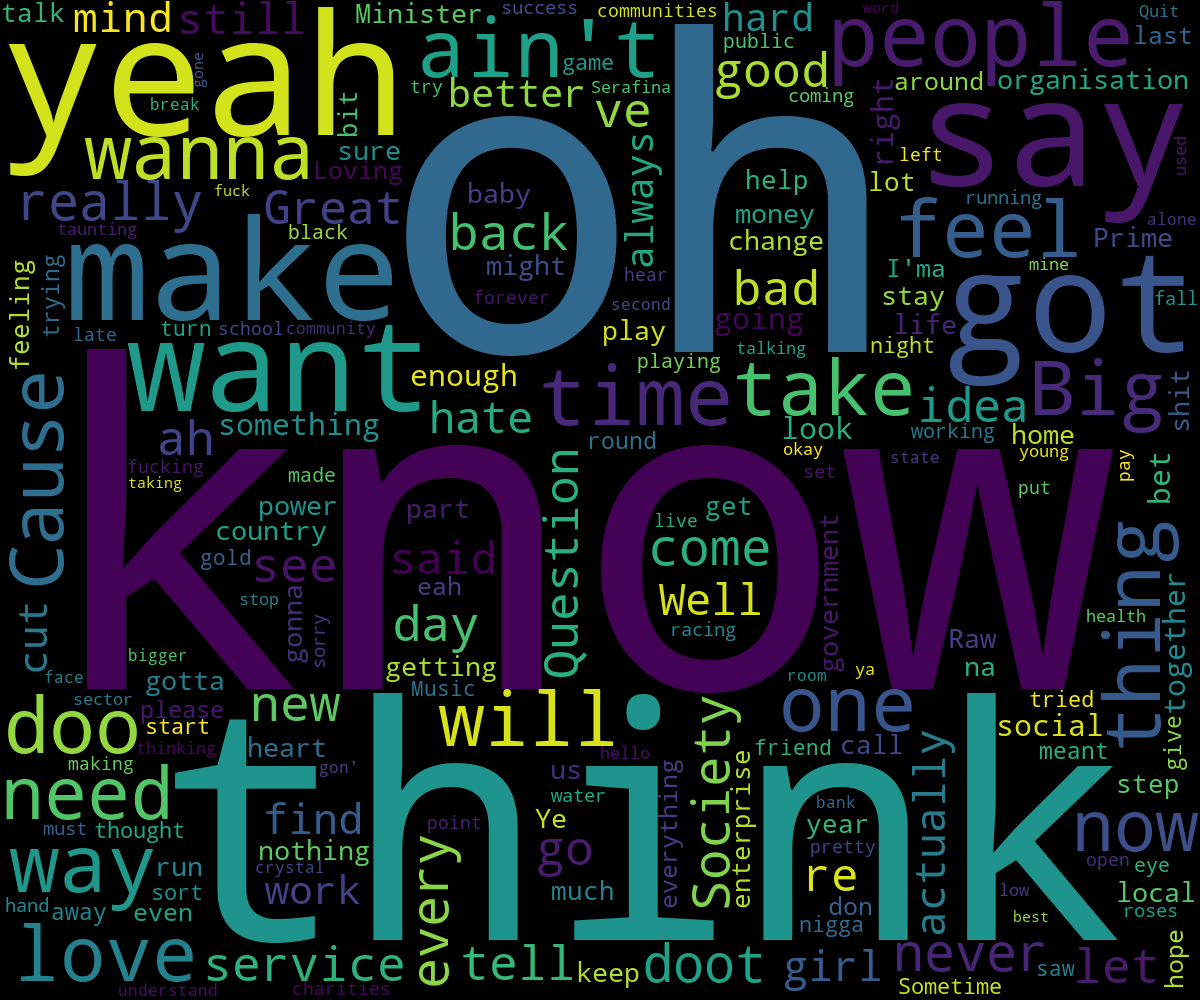 talk
mind
still
Minister
success
communities
hard
word
Quit
yeah
ain't
people
last
public
gone
game
good
around
organisation
try
better
Serafina
coming
break
bit
ve
say
oh
wanna
sure
always
right
left
used
Loving
help
lot
really
fuck
baby
running
Great
money
feel
alone
taunting
black
back
change
Prime
make
might
hear
I'ma
mine
got
feeling
trying
forever
second
bad
stay
fall
late
turn
school
community
play
going
life
want
talking
night
playing
enough
time
take
Big
shit
Cause
something
hate
idea
ah
round
look
working
home
fucking
okay
young
taking
made
know
state
set
pay
bet
power
part
Question
live
get
put
country
gold
see
said
come
government
thing
stop
eah
Well
together
cut
gonna
sorry
day
racing
health
bigger
getting
Raw
na
face
gotta
room
ya
sector
please
new
Music
will
one
tried
doo
start
Society
social
thinking
heart
hello
friend
call
meant
give
making
gon'
us
everything
enterprise
actually
think
step
need
water
bank
must
thought
find
every
point
Ye
year
now
nothing
go
pretty
way
run
crystal
open
eye
sort
work
much
re
low
local
hand
away
even
don
best
roses
nigga
love
service
tell
keep
doot
girl
never
saw
let
hope
understand
charities
Sometime